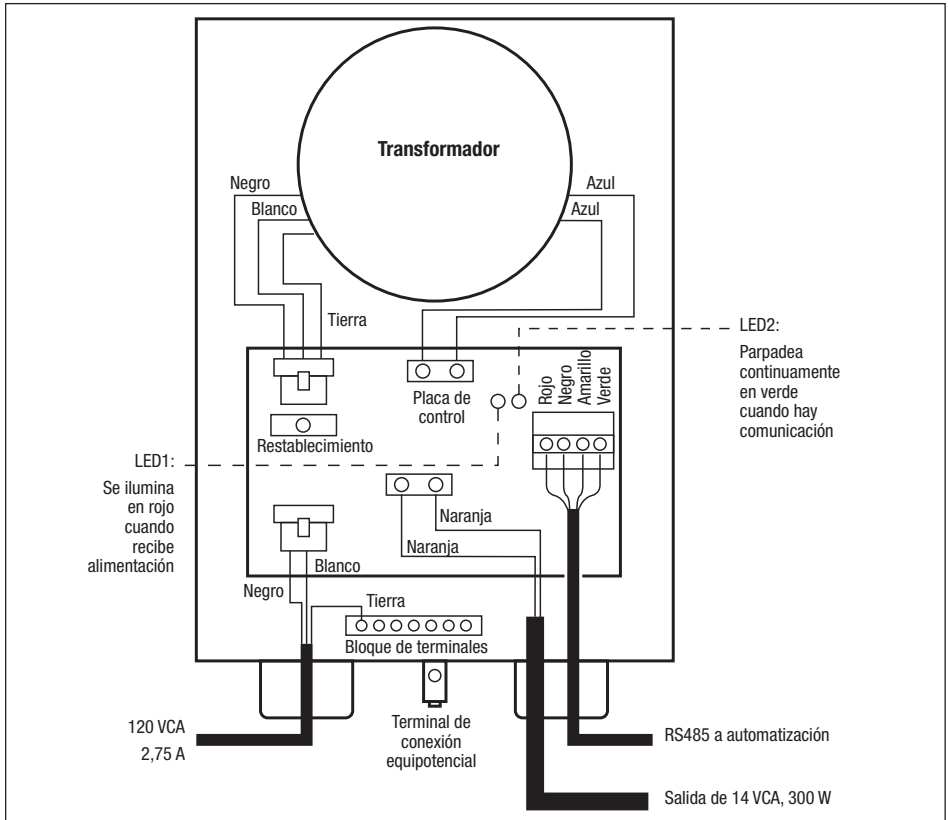 Transformador
Negro
Blanco
Azul
Azul
Tierra
LED2:
Parpadea
continuamente
en verde
cuando hay
comunicación
Placa de
control
Rojo
Negro
Amarillo
Verde
Restablecimiento
LED1:
Se ilumina
en rojo
cuando
recibe
alimentación
Naranja
Naranja
Blanco
Negro
Tierra
Bloque de terminales
120 VCA
2,75 A
Terminal de
conexión
equipotencial
RS485 a automatización
Salida de 14 VCA, 300 W